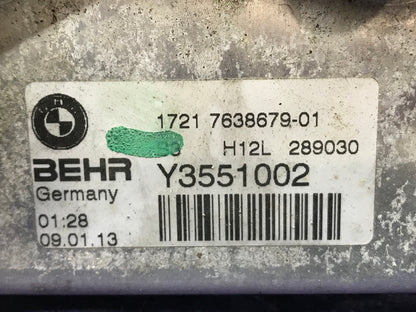 1721 7638679-01
H12L 289030
BEHR Y3551002
Germany
01:28
09.01.13